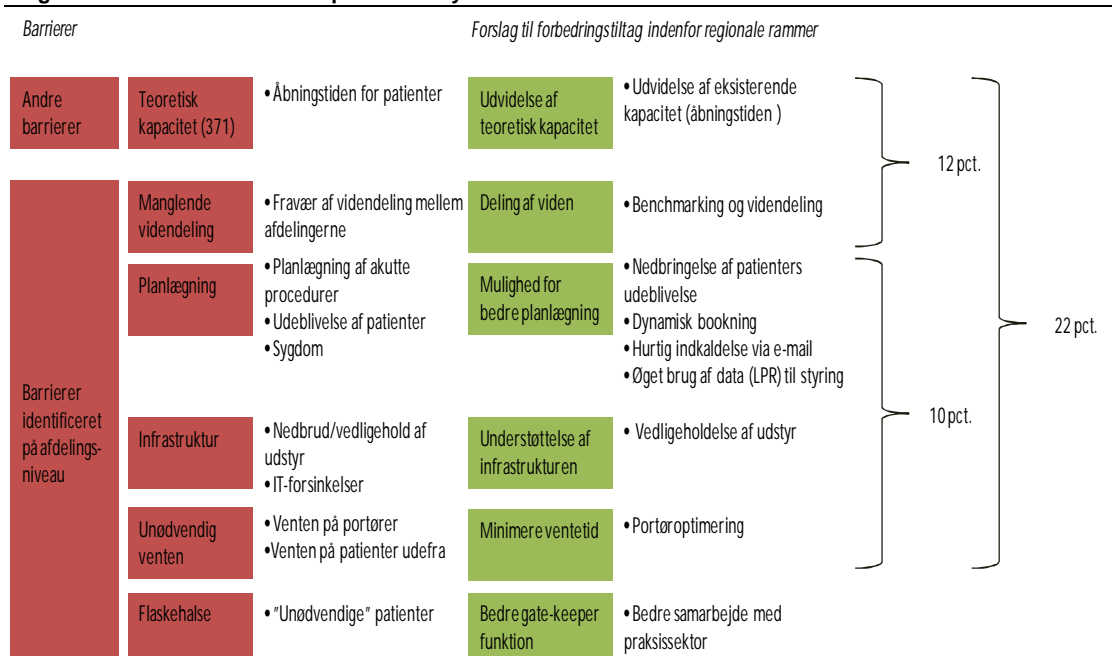 Barrierer
Forslag til forbedringstiltag indenfor regionale rammer
Andre
barrierer
Teoretisk
kapacitet (371)
• Åbningstiden for patienter
Udvidelse af
teoretisk kapacitet
• Udvidelse af eksisterende
kapacitet (åbningstiden )
12 pct.
Manglende
videndeling
• Fravær af videndeling mellem
afdelingerne
Deling af viden
• Benchmarking og videndeling
Planlægning
• Planlægning af akutte
procedurer
• Udeblivelse af patienter
• Sygdom
Mulighed for
bedre planlægning
• Nedbringelse af patienters
udeblivelse
• Dynamisk bookning
• Hurtig indkaldelse via e-mail
• Øget brug af data (LPR) til styring
22 pct.
Barrierer
identificeret
på afdelings-
niveau
Infrastruktur
• Nedbrud/vedligehold af
udstyr
• IT-forsinkelser
Understøttelse af
infrastrukturen
• Vedligeholdelse af udstyr
10 pct.
Unødvendig
venten
• Venten på portører
•Venten på patienter udefra
Minimere ventetid
• Portøroptimering
Flaskehalse
• "Unødvendige" patienter
Bedre gate-keeper
funktion
• Bedre samarbejde med
praksissektor